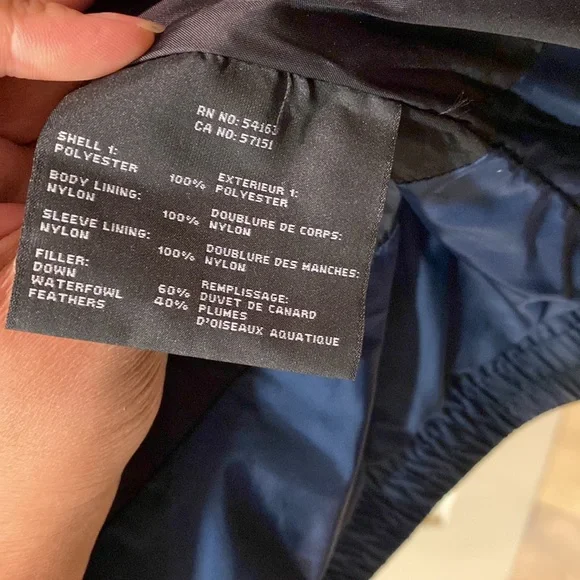 RN NO: 54163
CA NO: 57151
SHELL 1:
POLYESTER 100% EXTERIEUR 1:
POLYESTER
BODY LINING:
NYLON 100% DOUBLURE DE CORPS:
NYLON
SLEEVE LINING:
NYLON 100% DOUBLURE DES MANCHES:
NYLON
FILLER: REMPLISSAGE:
DOWN 60% DUVET DE CANARD
WATERFOWL PLUMES
FEATHERS 40% D'OISEAUX AQUATIQUE